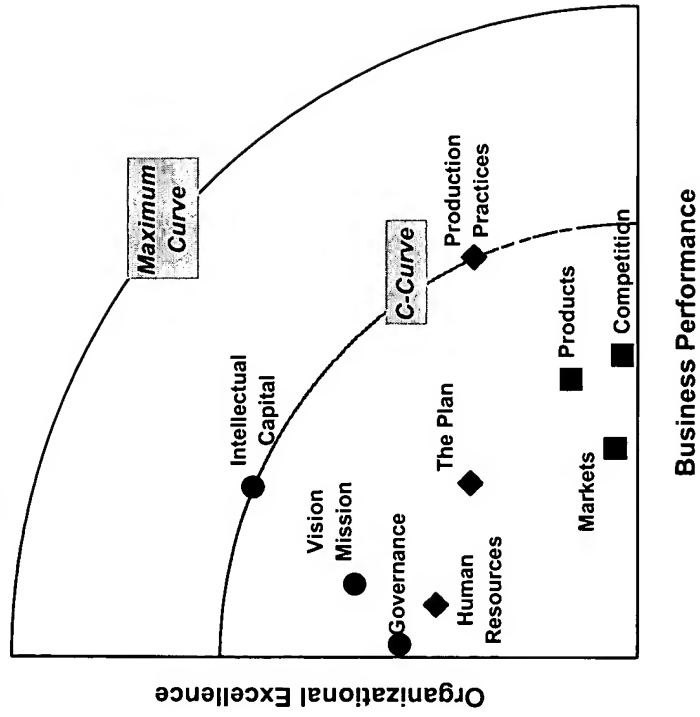 Maximum
Curve
C-Curve
Intellectual
Capital
Production
Practices
Vision
Mission
The Plan
Governance
Human
Resources
Products
Markets
Competition
Organizational Excellence
Business Performance